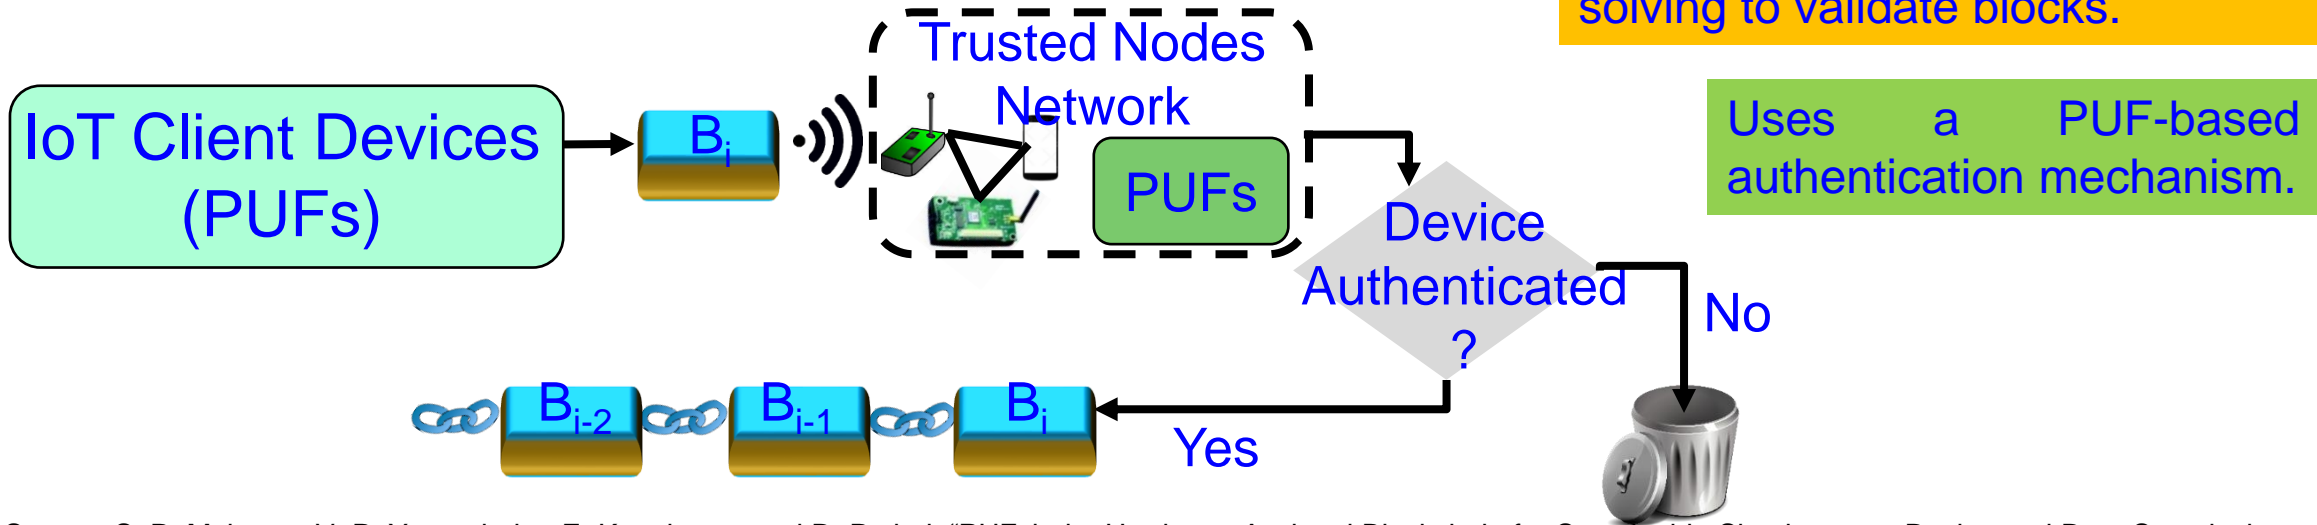 solving to validate blocks.
Trusted Nodes
Network
IoT Client Devices
(PUFs)
Bi
PUFs
Uses a PUF-based
authentication mechanism.
Device
Authenticated
?
No
Yes
Bi-2
Bi-1
Bi